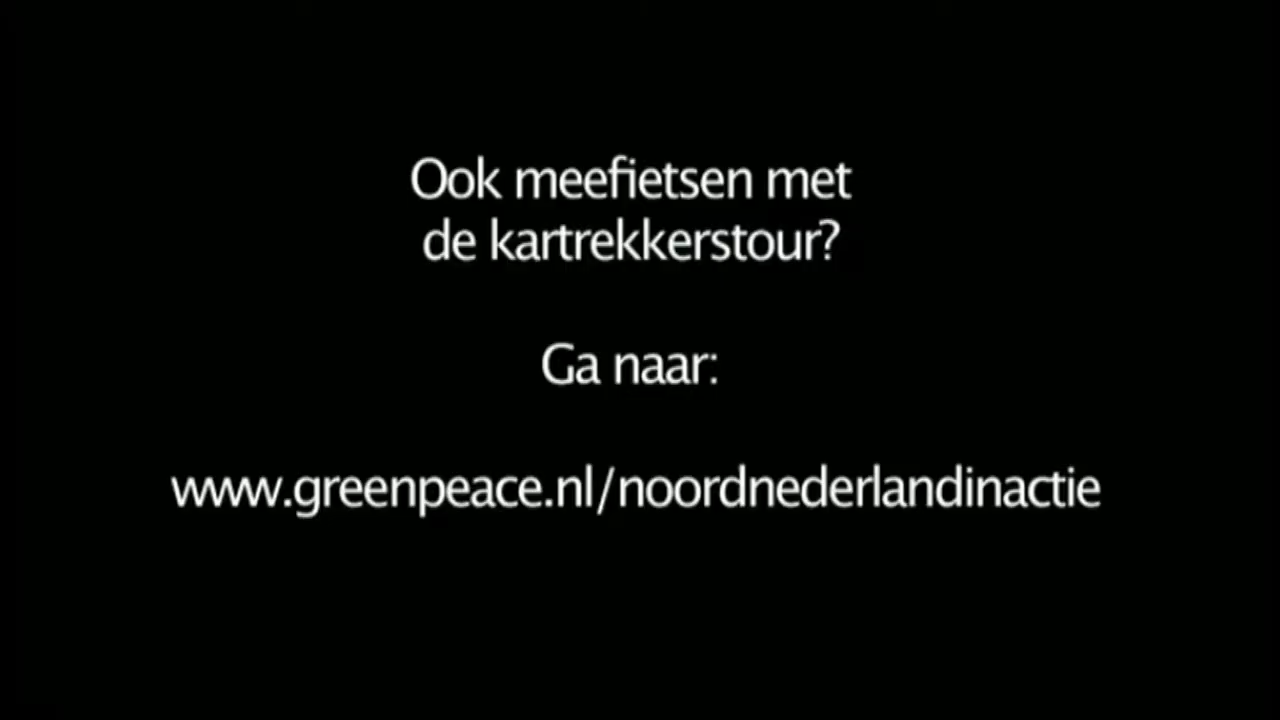 Ook meefietsen met
de kartrekkerstour?
Ga naar:
www.greenpeace.nl/noordnederlandinactie